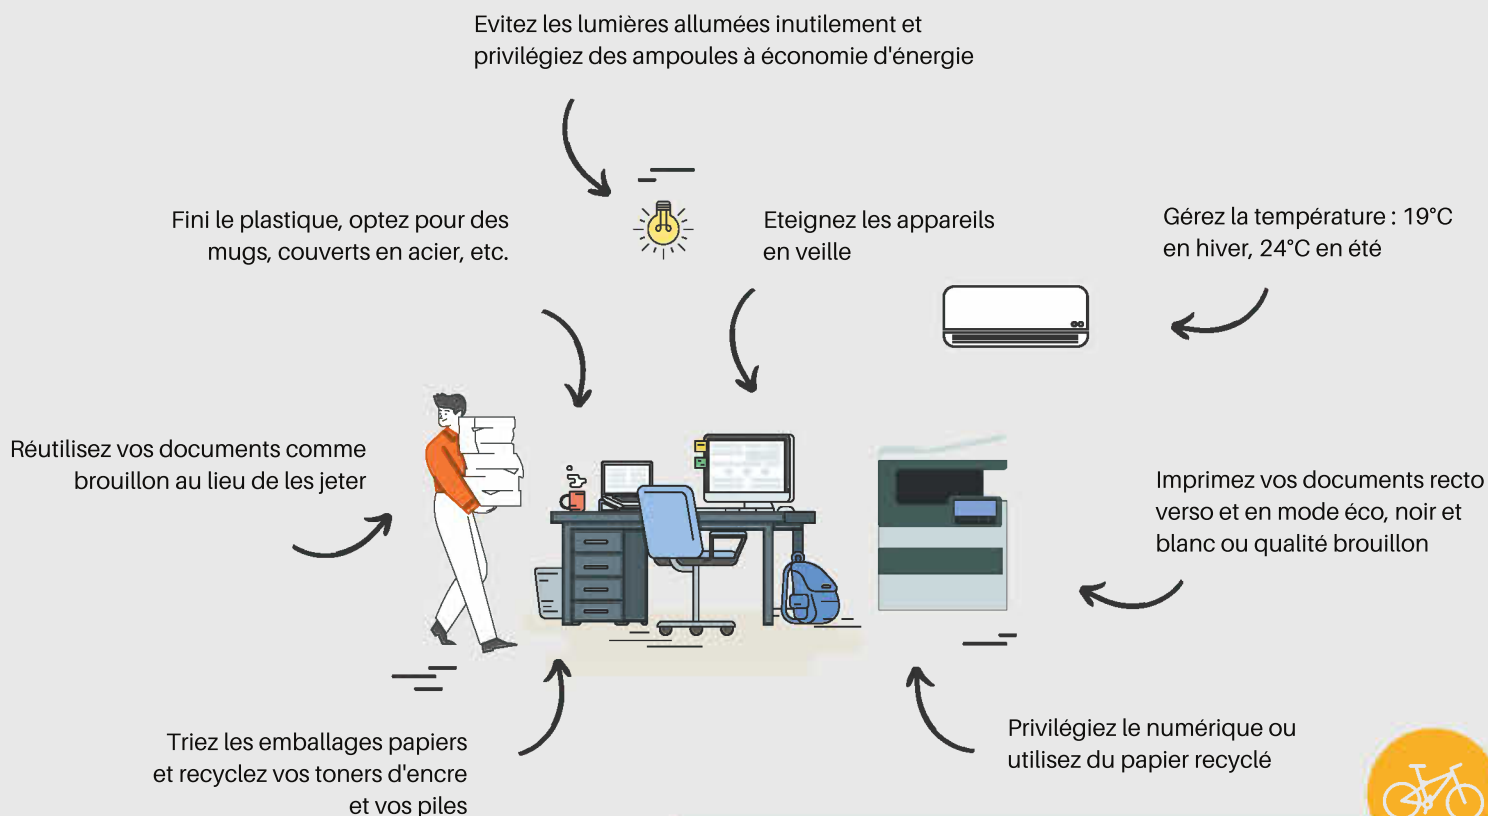 Evitez les lumières allumées inutilement et
privilégiez des ampoules à économie d'énergie
Fini le plastique, optez pour des
mugs, couverts en acier, etc.
Eteignez les appareils
en veille
Gérez la température : 19°C
en hiver, 24°C en été
Réutilisez vos documents comme
brouillon au lieu de les jeter
Imprimez vos documents recto
verso et en mode éco, noir et
blanc ou qualité brouillon
Triez les emballages papiers
et recyclez vos toners d'encre
et vos piles
Privilégiez le numérique ou
utilisez du papier recyclé